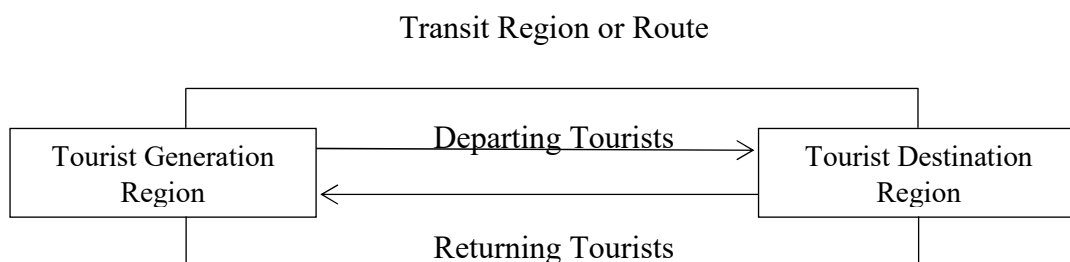 Transit Region or Route
Departing Tourists
Tourist Generation
Region
Tourist Destination
Region
Returning Tourists